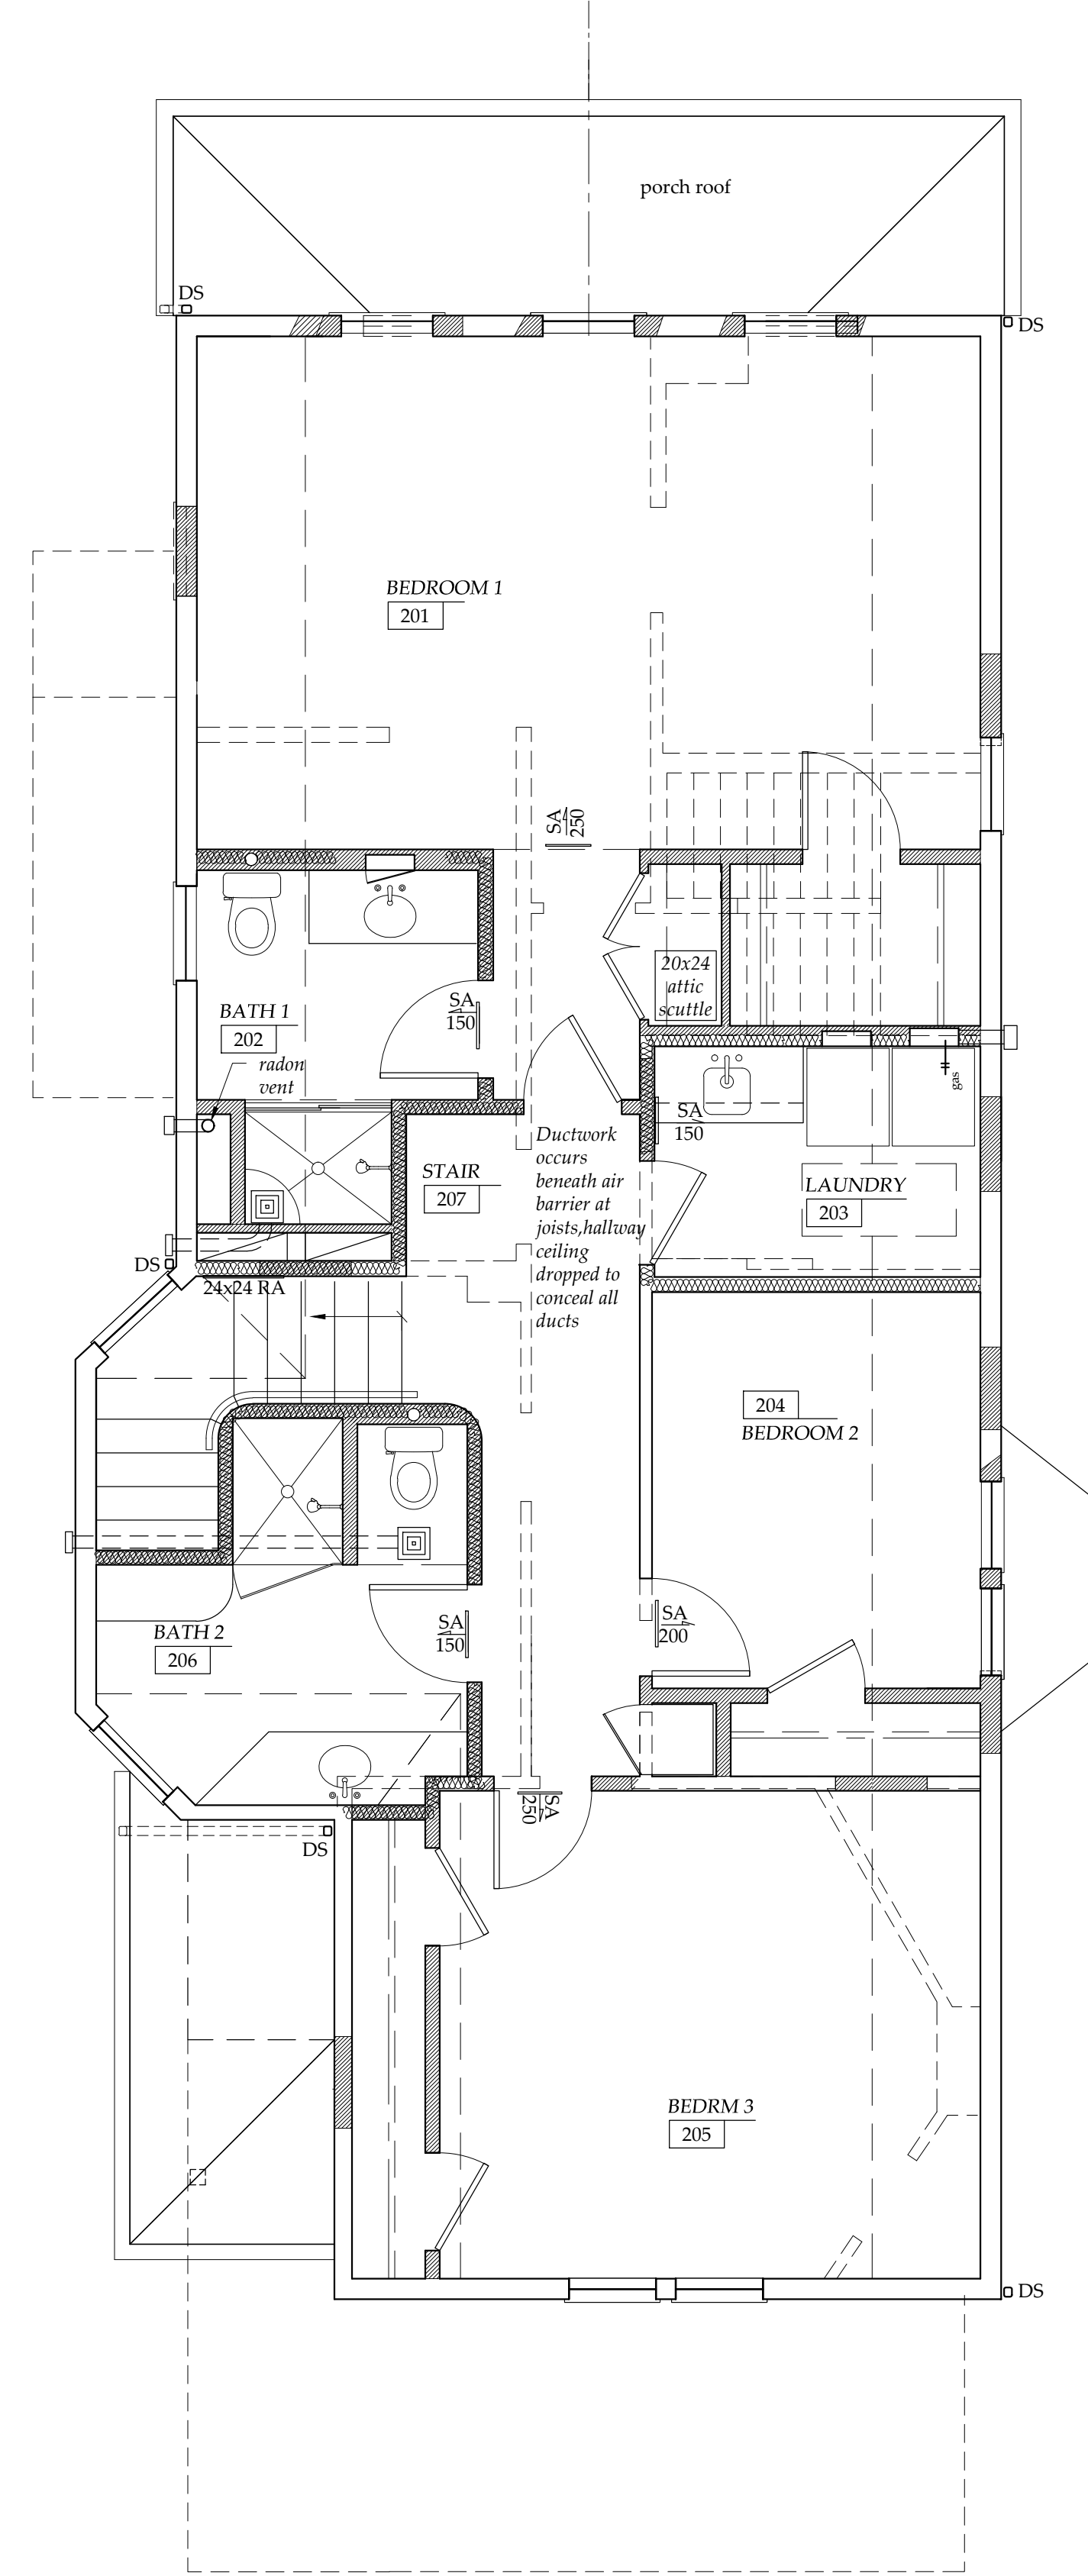 porch roof
DS
DS
BEDROOM 1
201
SA
250
20x24
attic
scuttle
SA
150
BATH 1
202
radon
vent
gas
SA
150
Ductwork
occurs
beneath air
barrier at
joists,hallway
ceiling
dropped to
conceal all
ducts
STAIR
207
LAUNDRY
203
DS
24x24 RA
204
BEDROOM 2
SA
200
SA
150
BATH 2
206
SA
250
DS
BEDRM 3
205
DS